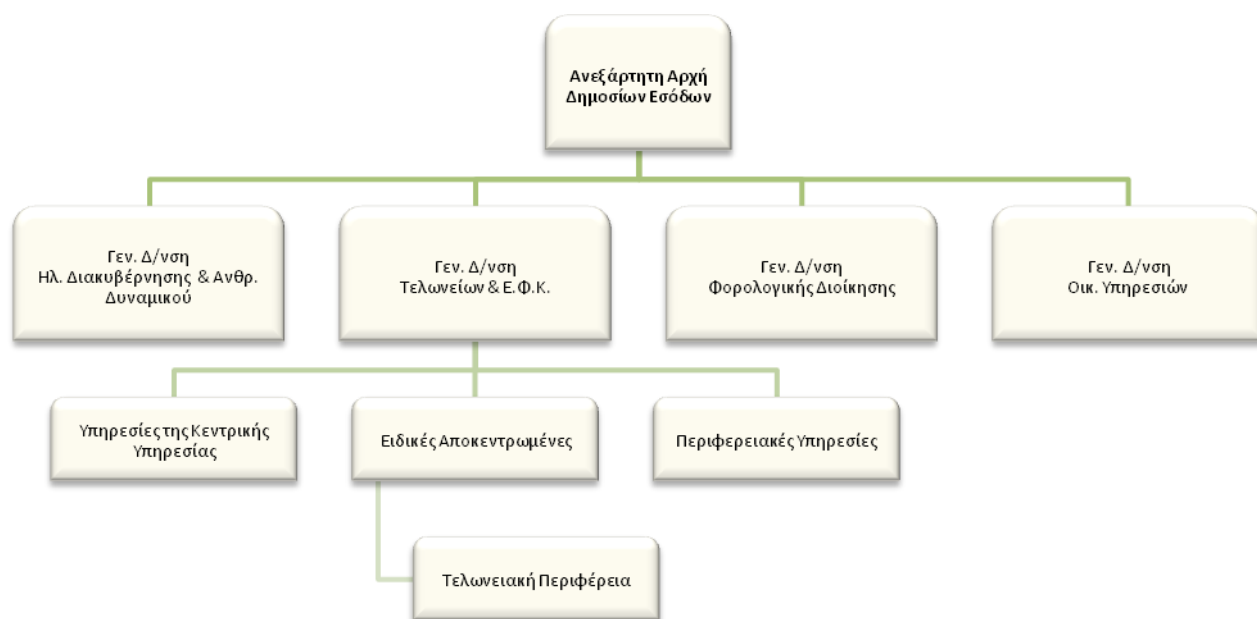 Ανεξάρτητη Αρχή
Δημοσίων Εσόδων
Γεν. Δ/νση
Ηλ. Διακυβέρνησης & Ανθρ.
Δυναμικού
Γεν. Δ/νση
Τελωνείων & Ε.Φ.Κ.
Γεν. Δ/νση
Φορολογικής Διοίκησης
Γεν. Δ/νση
Οικ. Υπηρεσιών
Υπηρεσίες της Κεντρικής
Υπηρεσίας
Ειδικές Αποκεντρωμένες
Περιφερειακές Υπηρεσίες
Τελωνειακή Περιφέρεια